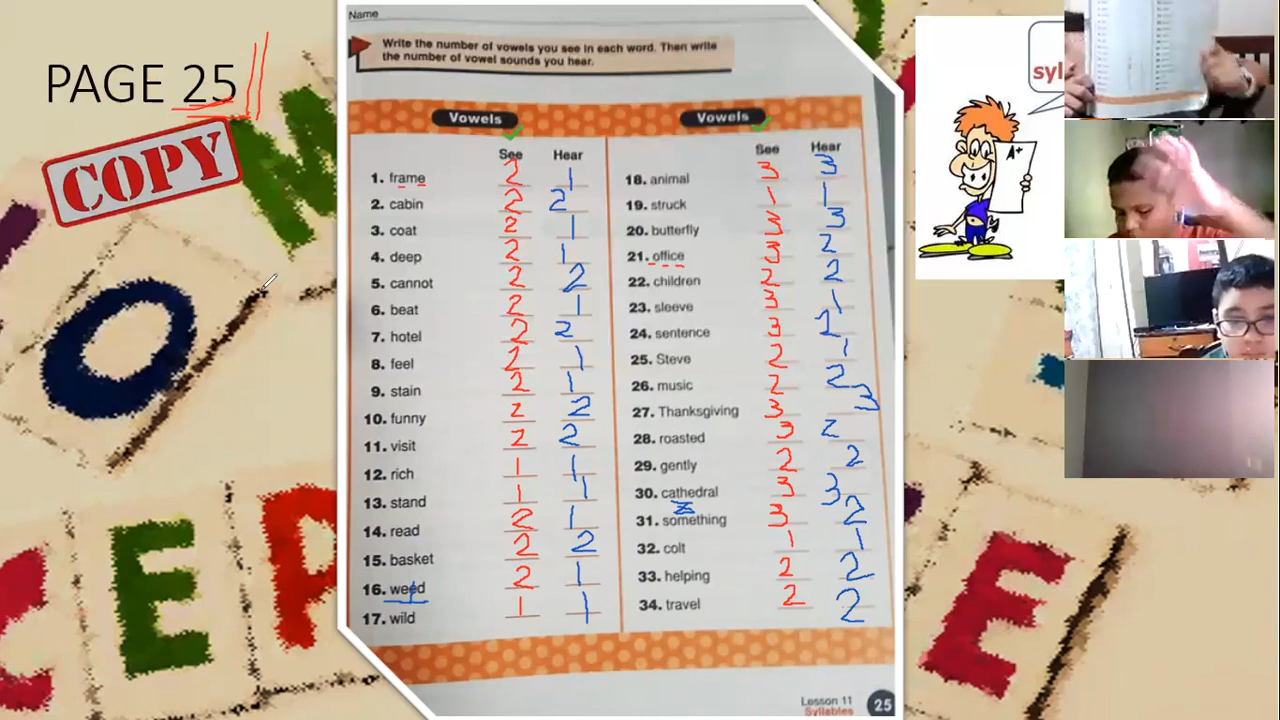 PAGE 25
COPY
Name
Write the number of vowels you see in each word. Then write
the number of vowel sounds you hear.
Vowels
See Hear
1. frame 2 1
2. cabin 2 2
3. coat 2 1
4. deep 2 1
5. cannot 2 2
6. beat 2 1
7. hotel 2 2
8. feel 2 1
9. stain 2 1
10. funny 2 2
11. visit 2 2
12. rich 1 1
13. stand 1 1
14. read 2 1
15. basket 2 2
16. weed 2 1
17. wild 1 1
Vowels
See Hear
18. animal 3 3
19. struck 1 1
20. butterfly 3 3
21. office 3 2
22. children 2 2
23. sleeve 3 1
24. sentence 3 2
25. Steve 2 1
26. music 2 2
27. Thanksgiving 3 3
28. roasted 3 2
29. gently 2 2
30. cathedral 3 3
31. something 3 2
32. colt 1 1
33. helping 2 2
34. travel 2 2
Lesson 11
Syllables
25
syl
A+
M
O
C E P
E